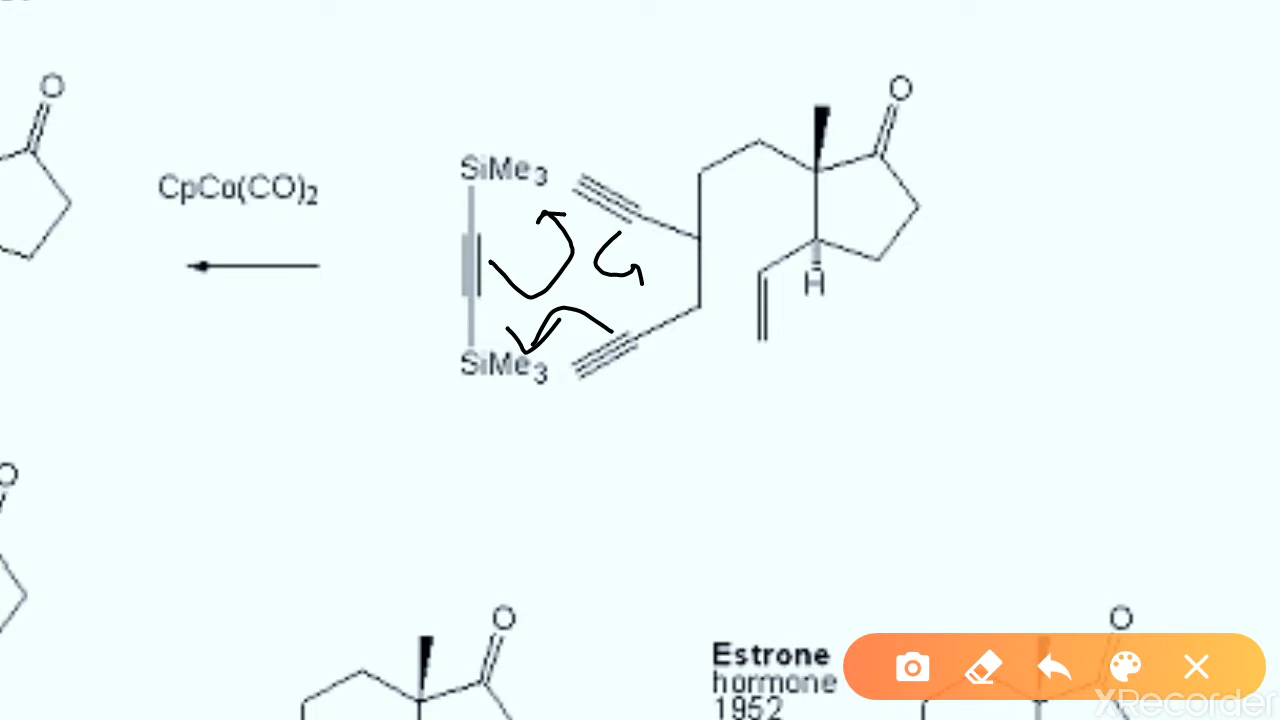 O
O
CpCo(CO)2
SiMe3
H
SiMe3
O
O
O
Estrone
hormone
1952
XRecorder